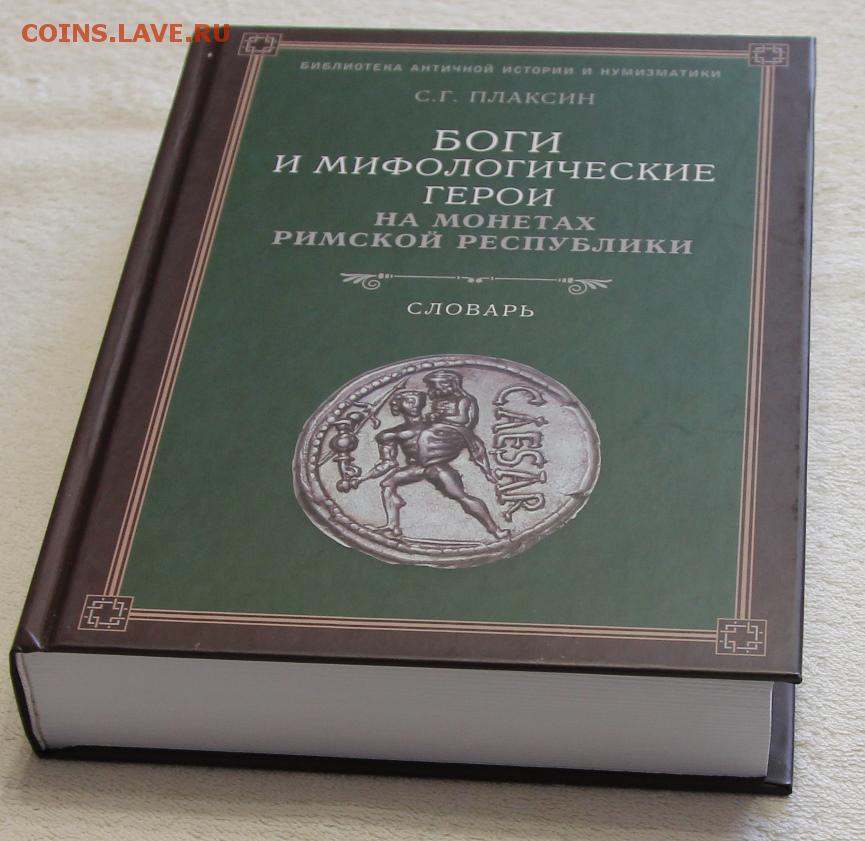 COINS.LAVE.RU
БИБЛИОТЕКА АНТИЧНОЙ ИСТОРИИ И НУМИЗМАТИКИ
С.Г. ПЛАКСИН
БОГИ
И МИФОЛОГИЧЕСКИЕ
ГЕРОИ
НА МОНЕТАХ
РИМСКОЙ РЕСПУБЛИКИ
СЛОВАРЬ
CAESAR